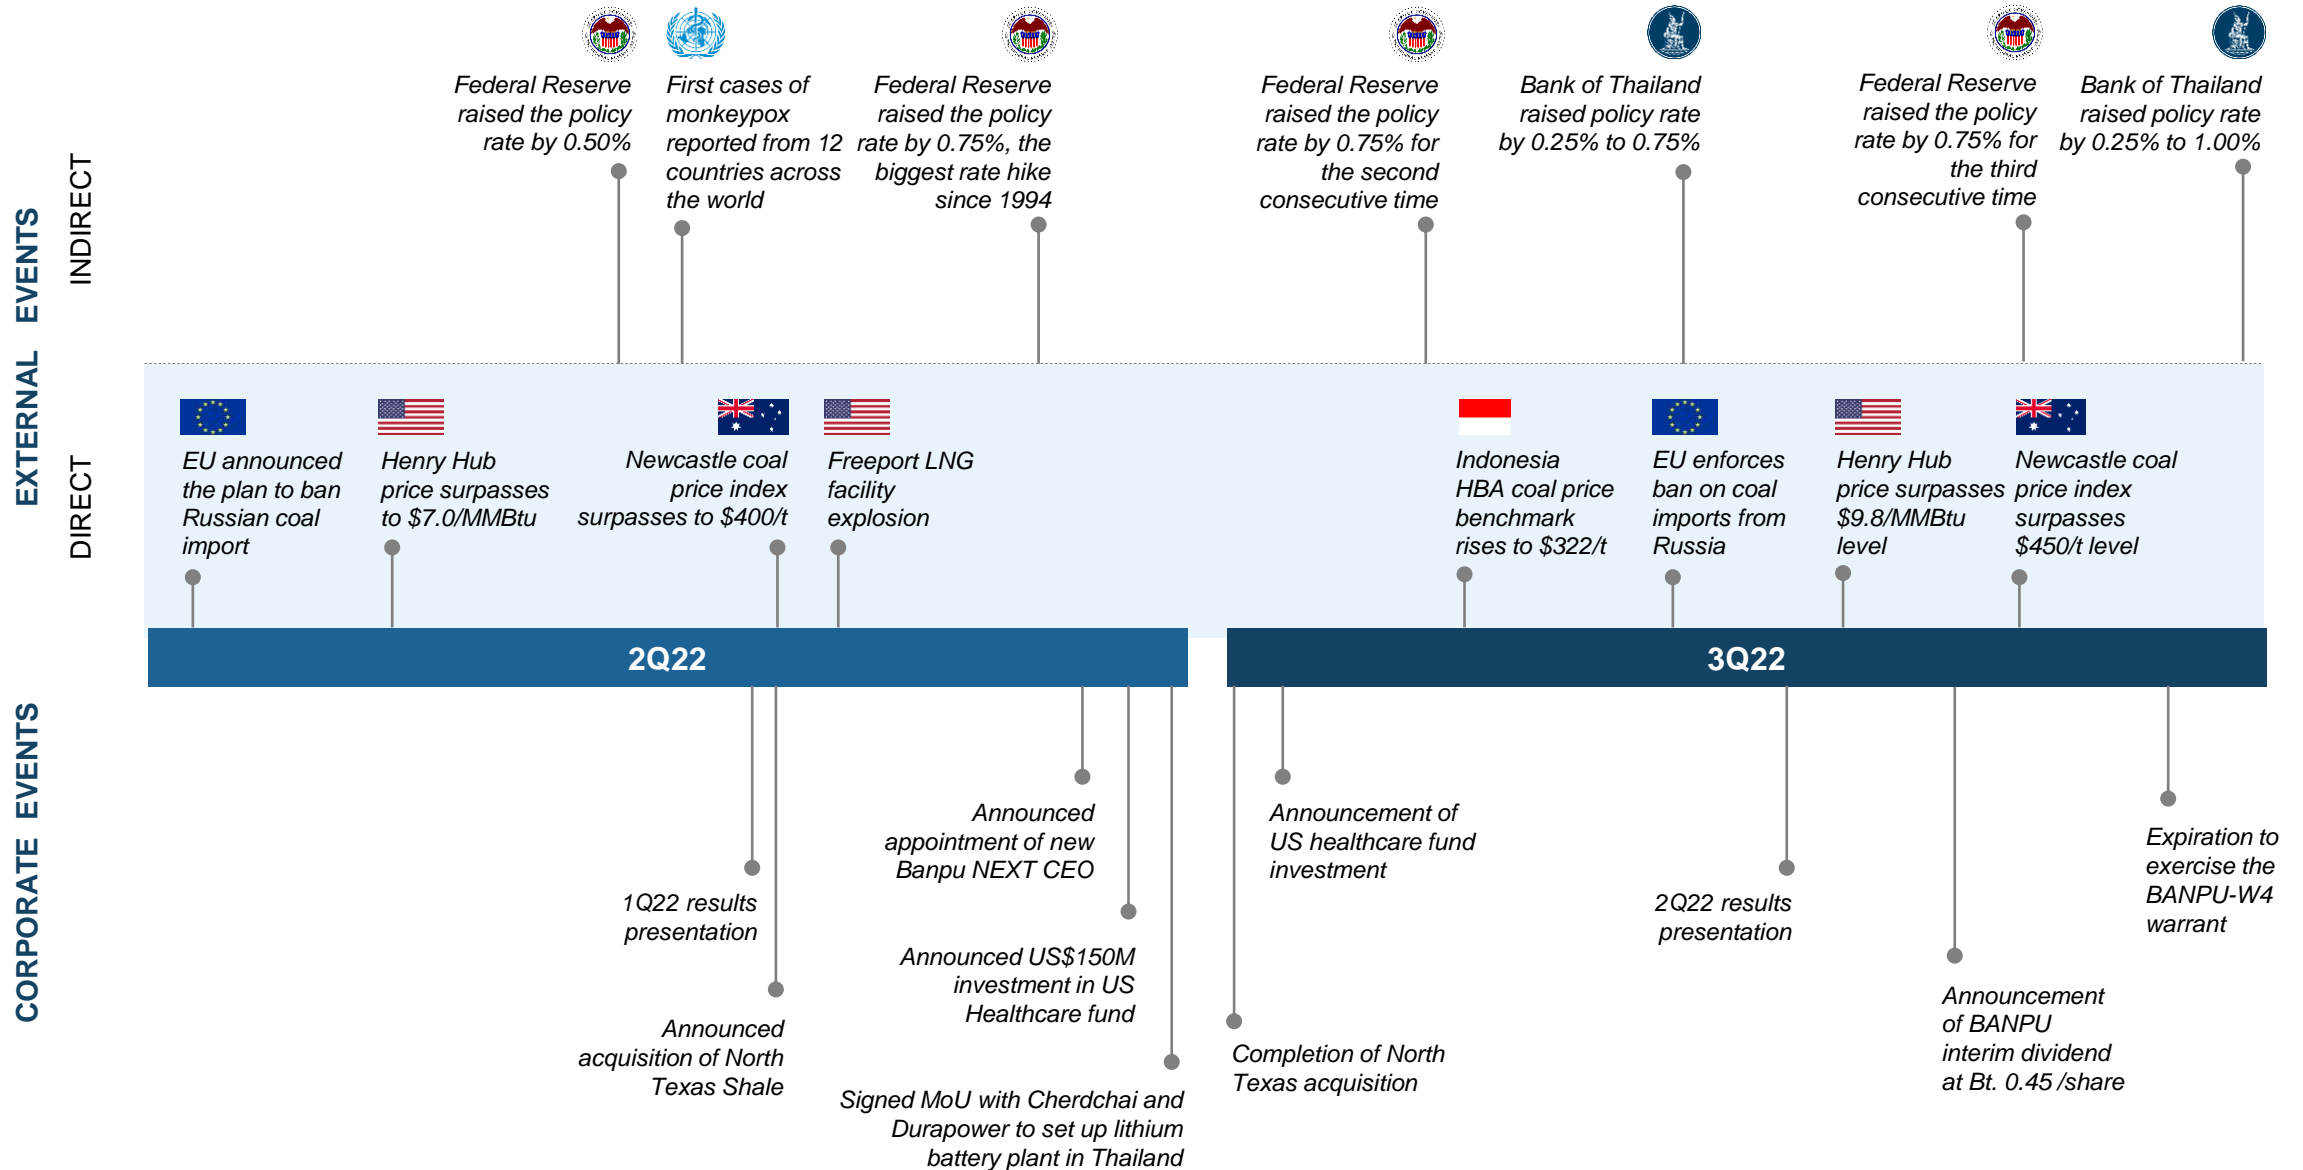 EXTERNAL EVENTS
INDIRECT
Federal Reserve
raised the policy
rate by 0.50%
First cases of
monkeypox
reported from 12
countries across
the world
Federal Reserve
raised the policy
rate by 0.75%, the
biggest rate hike
since 1994
Federal Reserve
raised the policy
rate by 0.75% for
the second
consecutive time
Bank of Thailand
raised policy rate
by 0.25% to 0.75%
Federal Reserve
raised the policy
rate by 0.75% for
the third
consecutive time
Bank of Thailand
raised policy rate
by 0.25% to 1.00%
DIRECT
EU announced
the plan to ban
Russian coal
import
Henry Hub
price surpasses
to $7.0/MMBtu
Newcastle coal
price index
surpasses to $400/t
Freeport LNG
facility
explosion
Indonesia
HBA coal price
benchmark
rises to $322/t
EU enforces
ban on coal
imports from
Russia
Henry Hub
price surpasses
$9.8/MMBtu
level
Newcastle coal
price index
surpasses
$450/t level
2Q22
3Q22
CORPORATE EVENTS
1Q22 results
presentation
Announced
acquisition of North
Texas Shale
Announced
appointment of new
Banpu NEXT CEO
Announced US$150M
investment in US
Healthcare fund
Signed MoU with Cherdchai and
Durapower to set up lithium
battery plant in Thailand
Completion of North
Texas acquisition
Announcement of
US healthcare fund
investment
2Q22 results
presentation
Announcement
of BANPU
interim dividend
at Bt. 0.45 /share
Expiration to
exercise the
BANPU-W4
warrant